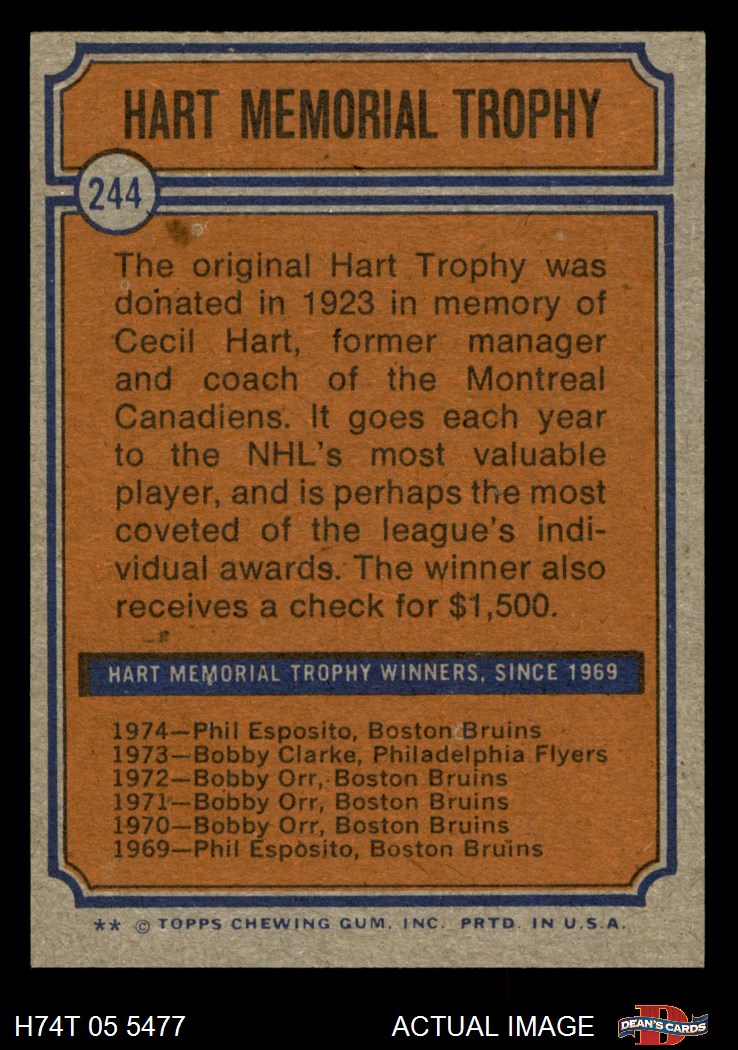 HART MEMORIAL TROPHY
244
The original Hart Trophy was
donated in 1923 in memory of
Cecil Hart, former manager
and coach of the Montreal
Canadiens. It goes each year
to the NHL's most valuable
player, and is perhaps the most
coveted of the league's indi-
vidual awards. The winner also
receives a check for $1,500.
HART MEMORIAL TROPHY WINNERS, SINCE 1969
1974—Phil Esposito, Boston Bruins
1973—Bobby Clarke, Philadelphia Flyers
1972—Bobby Orr, Boston Bruins
1971—Bobby Orr, Boston Bruins
1970—Bobby Orr, Boston Bruins
1969—Phil Esposito, Boston Bruins
** © TOPPS CHEWING GUM, INC. PRTD. IN U.S.A.
H74T 05 5477 ACTUAL IMAGE D DEAN'S CARDS